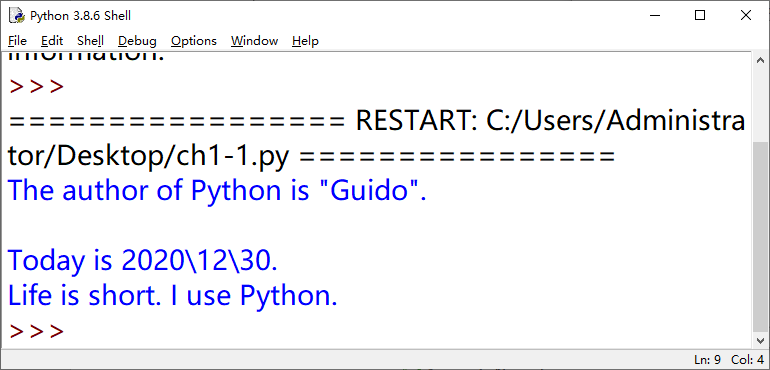 Python 3.8.6 Shell
File Edit Shell Debug Options Window Help
information.
>>>
================= RESTART: C:/Users/Administra
tor/Desktop/ch1-1.py ================
The author of Python is "Guido".
Today is 2020\12\30.
Life is short. I use Python.
>>>
Ln: 9 Col: 4